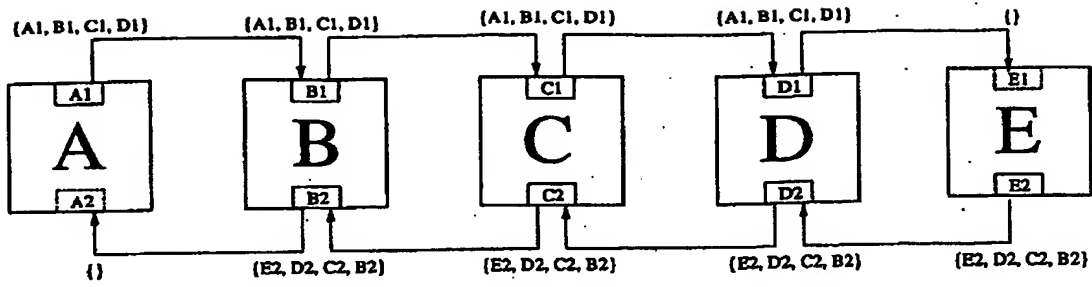 {A1, B1, C1, D1} {A1, B1, C1, D1} {A1, B1, C1, D1} {A1, B1, C1, D1} {}
A1 B1 C1 D1 E1
A B C D E
A2 B2 C2 D2 E2
{} {E2, D2, C2, B2} {E2, D2, C2, B2} {E2, D2, C2, B2} {E2, D2, C2, B2}